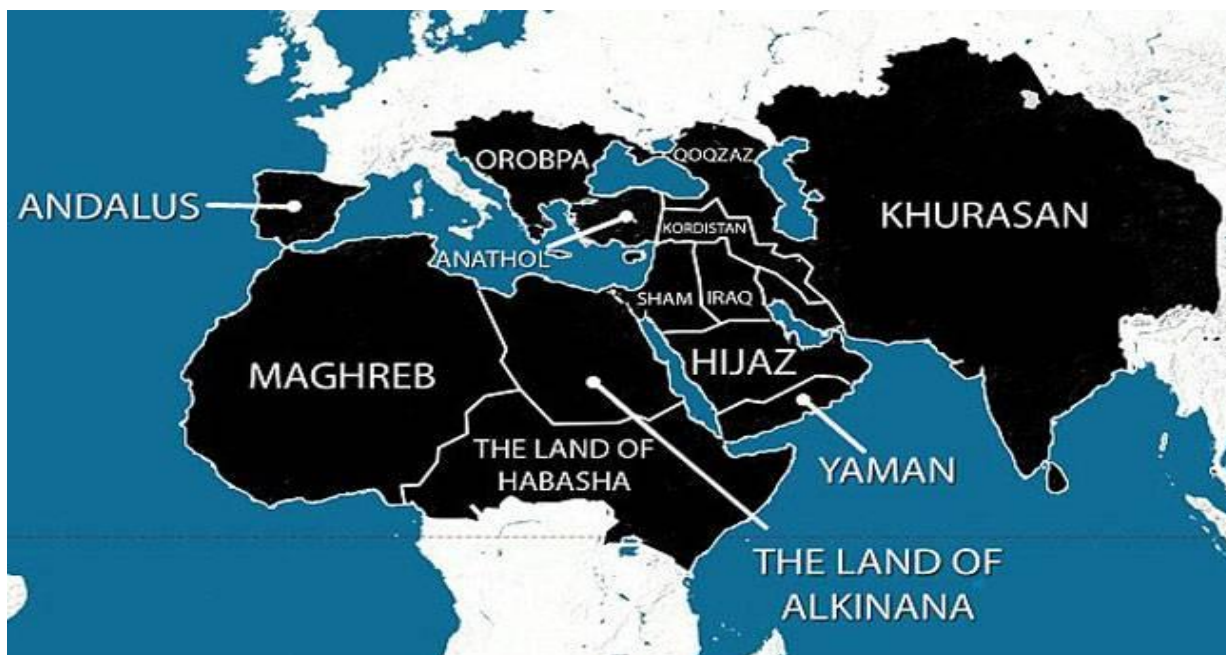 OROBPA
QOQZAZ
ANDALUS
KHURASAN
KORDISTAN
ANATHOL
SHAM
IRAQ
MAGHREB
HIJAZ
THE LAND OF
HABASHA
YAMAN
THE LAND OF
ALKINANA